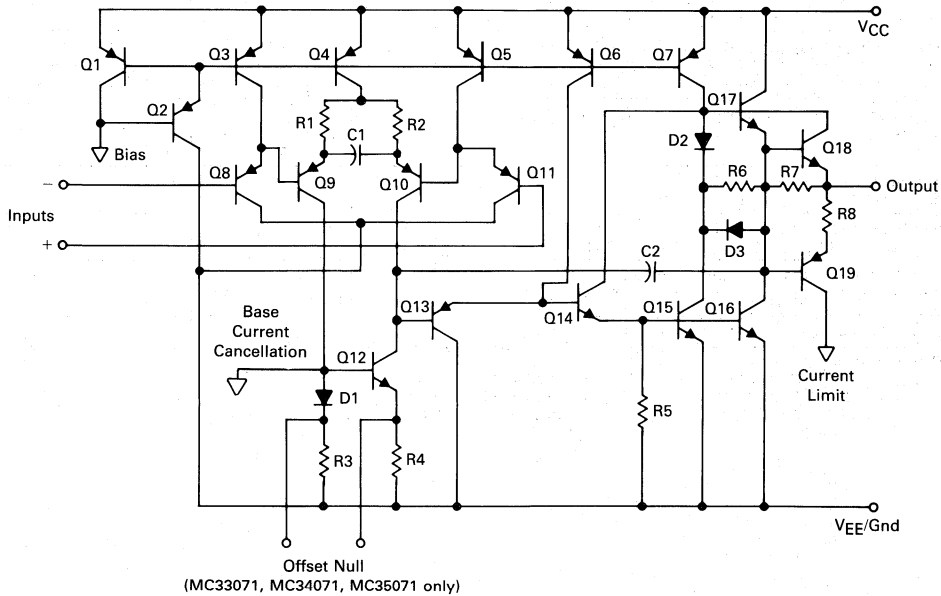 VCC
Q1
Q3
Q4
Q5
Q6
Q7
Q17
Q2
R1
C1
R2
D2
Q18
Bias
R6
R7
Output
−
Q8
Q9
Q10
Q11
Inputs
R8
+
D3
C2
Q19
Q13
Q14
Q15
Q16
Base
Current
Cancellation
Q12
D1
Current
Limit
R5
R3
R4
VEE/Gnd
Offset Null
(MC33071, MC34071, MC35071 only)